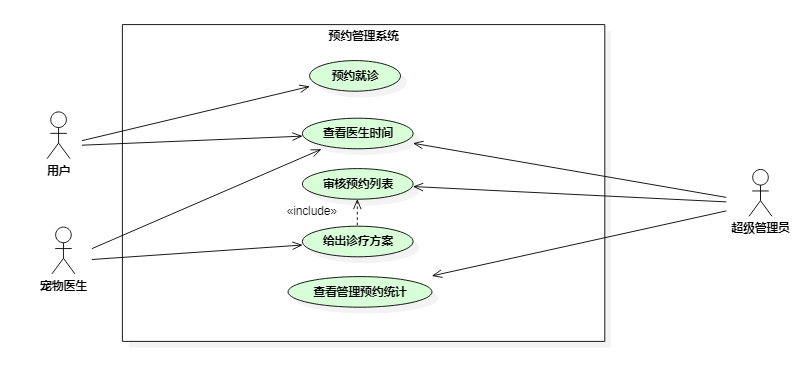 预约管理系统
预约就诊
查看医生时间
用户
审核预约列表
«include»
超级管理员
给出诊疗方案
宠物医生
查看管理预约统计